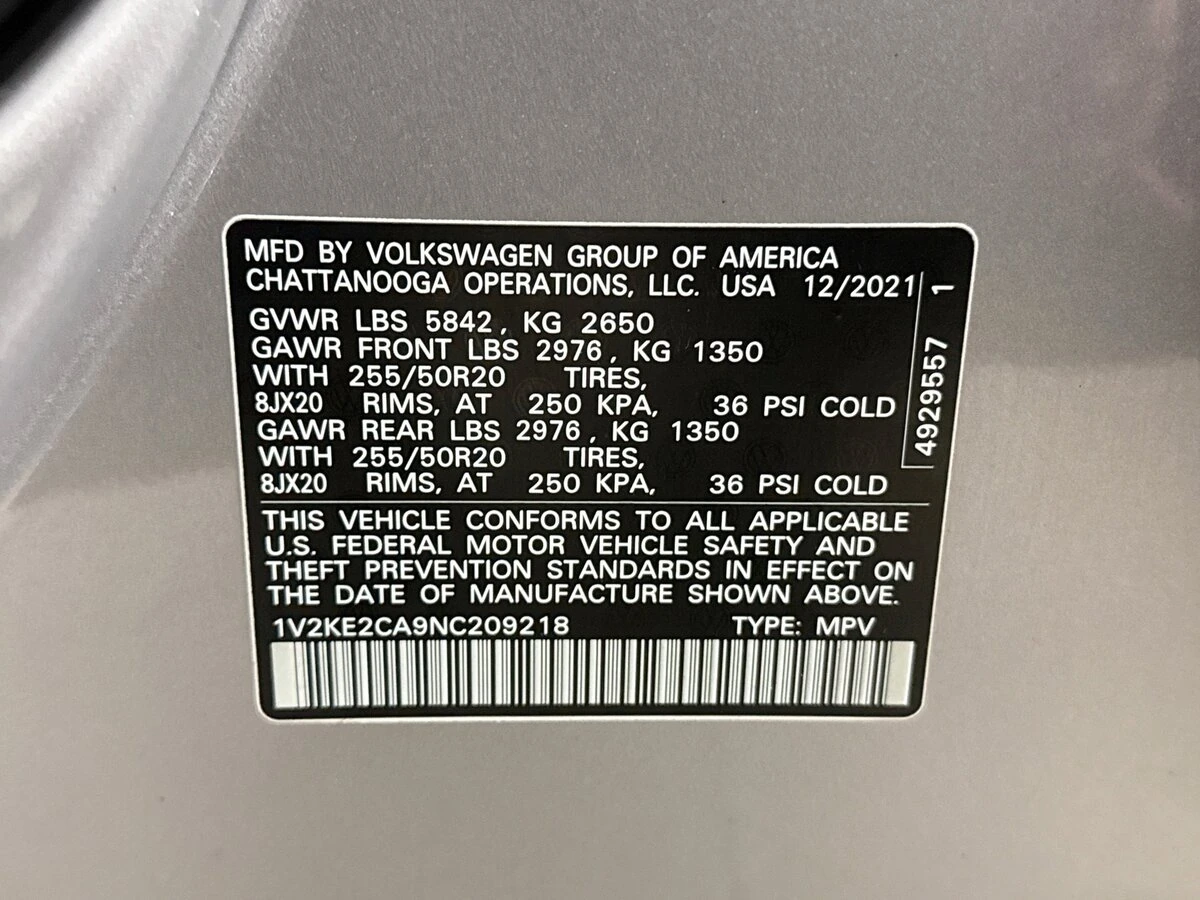 MFD BY VOLKSWAGEN GROUP OF AMERICA
CHATTANOOGA OPERATIONS, LLC. USA 12/2021
GVWR LBS 5842, KG 2650
GAWR FRONT LBS 2976, KG 1350
WITH 255/50R20 TIRES,
8JX20 RIMS, AT 250 KPA, 36 PSI COLD
GAWR REAR LBS 2976, KG 1350
WITH 255/50R20 TIRES,
8JX20 RIMS, AT 250 KPA, 36 PSI COLD
4929557 1
THIS VEHICLE CONFORMS TO ALL APPLICABLE
U.S. FEDERAL MOTOR VEHICLE SAFETY AND
THEFT PREVENTION STANDARDS IN EFFECT ON
THE DATE OF MANUFACTURE SHOWN ABOVE.
1V2KE2CA9NC209218 TYPE: MPV